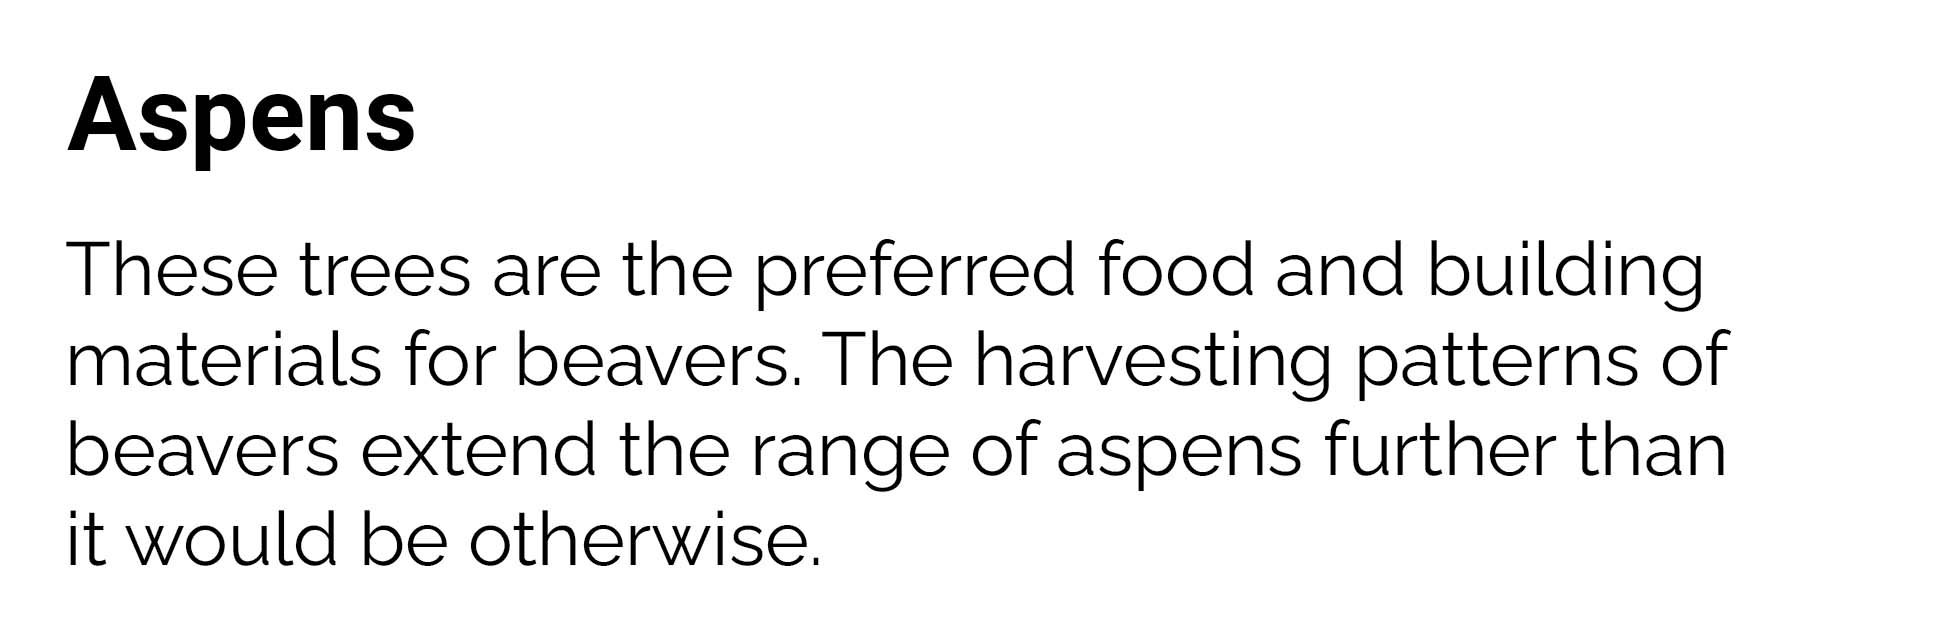 Aspens
These trees are the preferred food and building
materials for beavers. The harvesting patterns of
beavers extend the range of aspens further than
it would be otherwise.